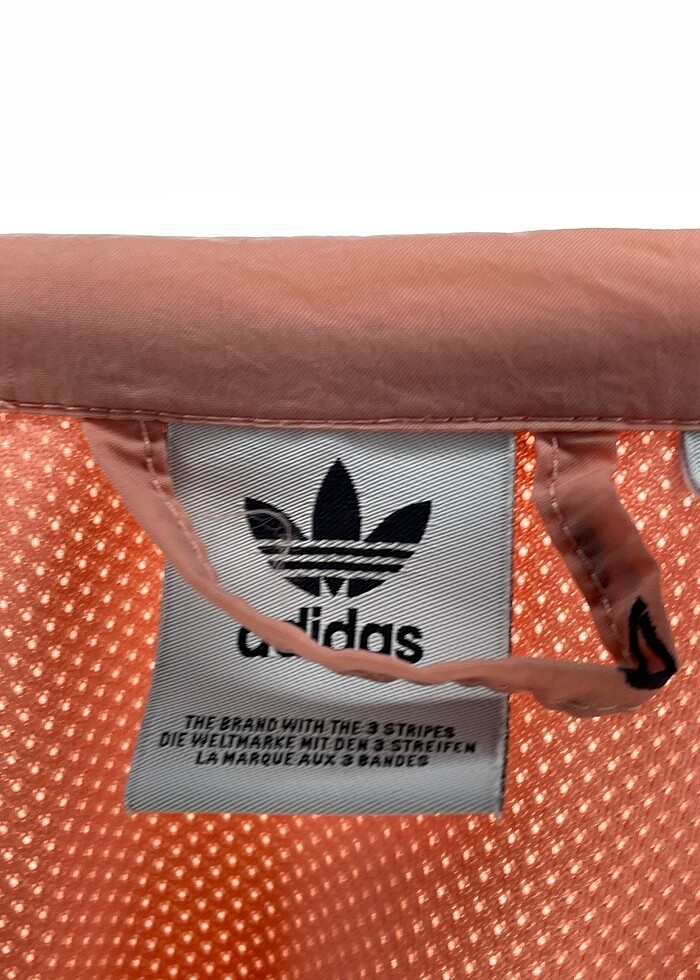 adidas
THE BRAND WITH THE 3 STRIPES
DIE WELTMARKE MIT DEN 3 STREIFEN
LA MARQUE AUX 3 BANDES